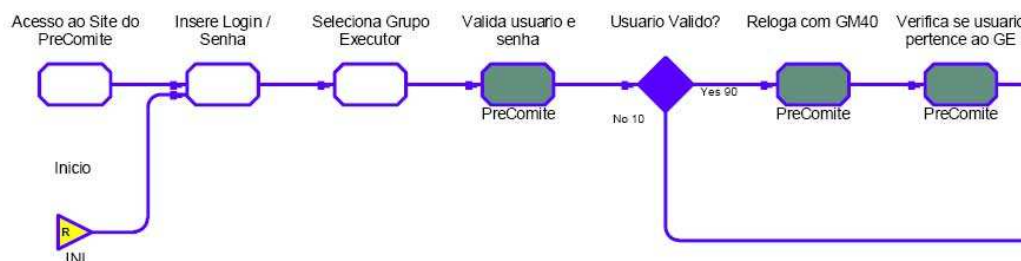 Acesso ao Site do
PreComite
Insere Login /
Senha
Seleciona Grupo
Executor
Valida usuario e
senha
Usuario Valido?
Reloga com GM40
Verifica se usuario
pertence ao GE
Yes 90
PreComite
PreComite
PreComite
No 10
Inicio
R
INI